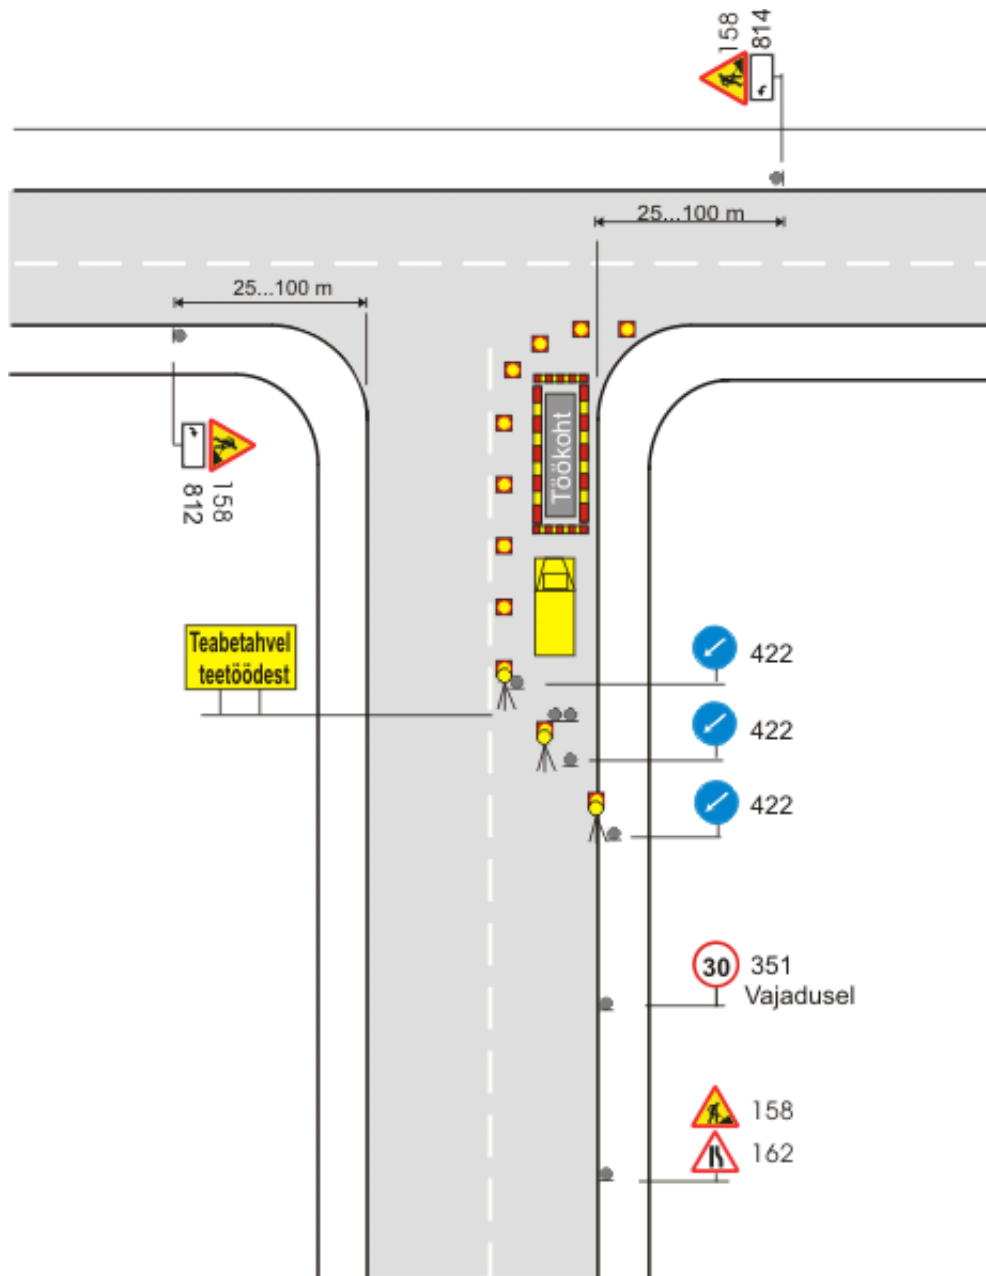 158
814
25...100 m
25...100 m
Töökoht
812
158
Teabetahvel
teetöödest
422
422
422
30
351
Vajadusel
158
162